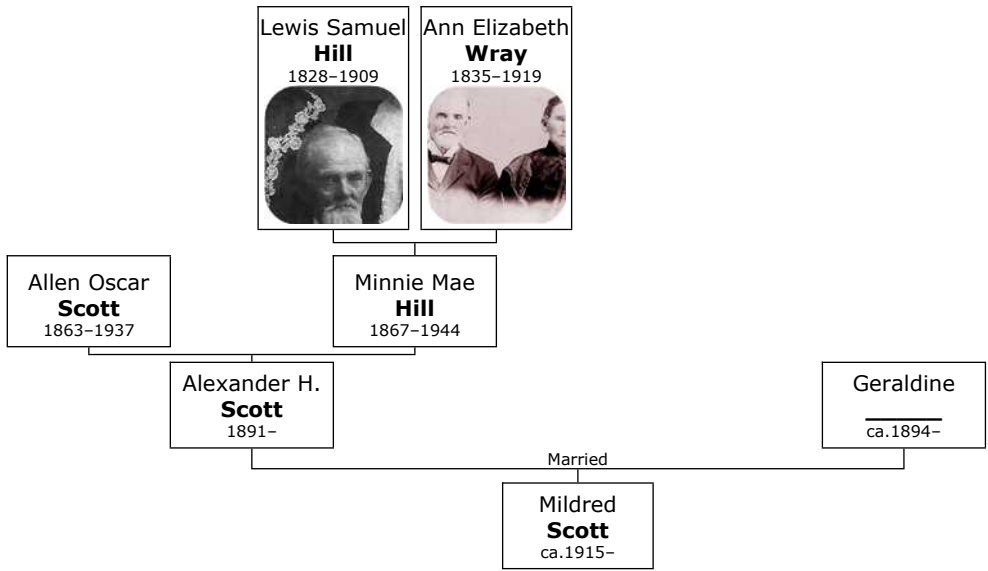 Lewis Samuel
Hill
1828–1909
Ann Elizabeth
Wray
1835–1919
Allen Oscar
Scott
1863–1937
Minnie Mae
Hill
1867–1944
Alexander H.
Scott
1891–
Geraldine
________
ca.1894–
Married
Mildred
Scott
ca.1915–